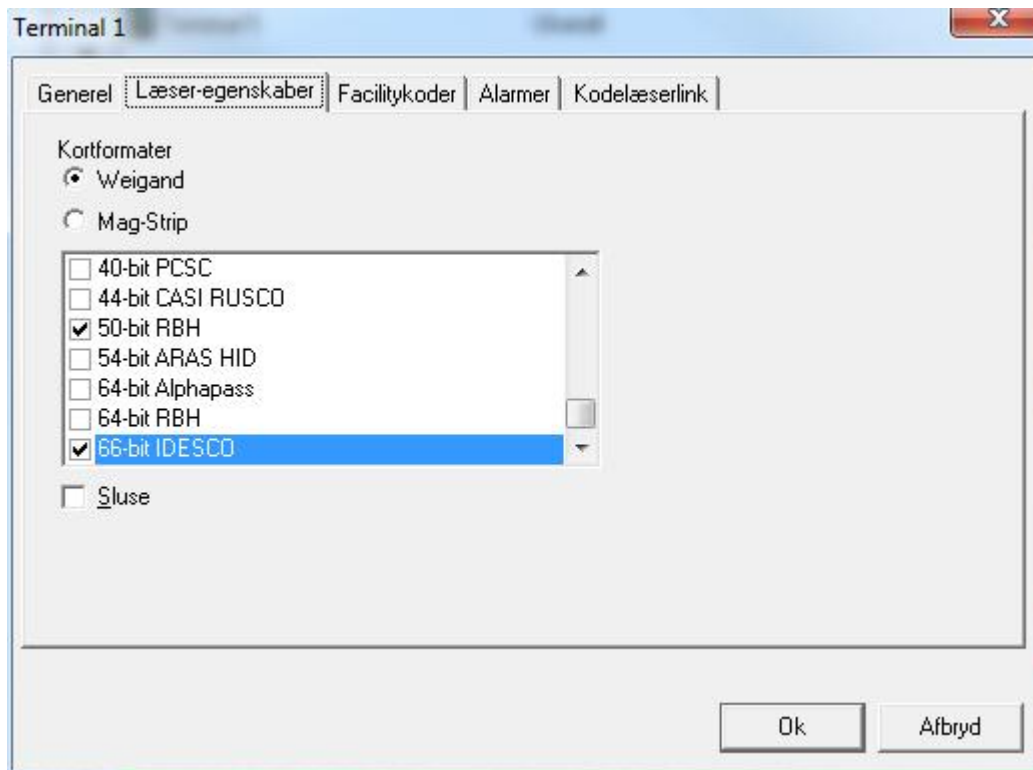 Terminal 1
Generel Læser-egenskaber Facilitykoder Alarmer Kodelæserlink
Kortformater
Weigand
Mag-Strip
40-bit PCSC
44-bit CASI RUSCO
50-bit RBH
54-bit ARAS HID
64-bit Alphapass
64-bit RBH
66-bit IDESCO
Sluse
Ok Afbryd